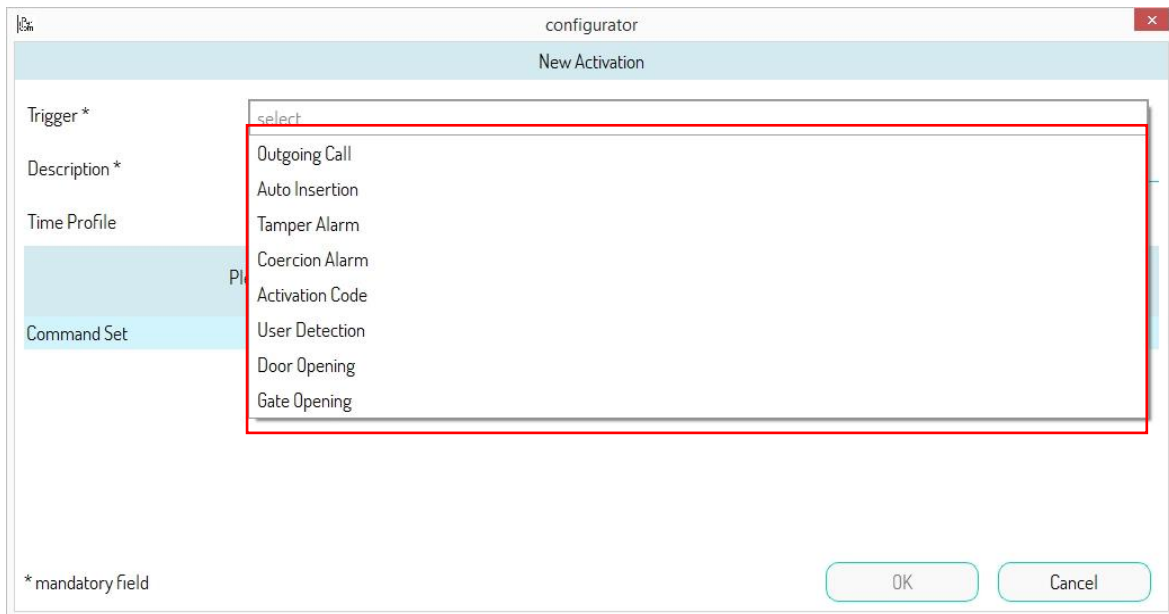 configurator
New Activation
Trigger *
select
Outgoing Call
Description *
Auto Insertion
Time Profile
Tamper Alarm
Coercion Alarm
Activation Code
Command Set
User Detection
Door Opening
Gate Opening
* mandatory field
OK
Cancel